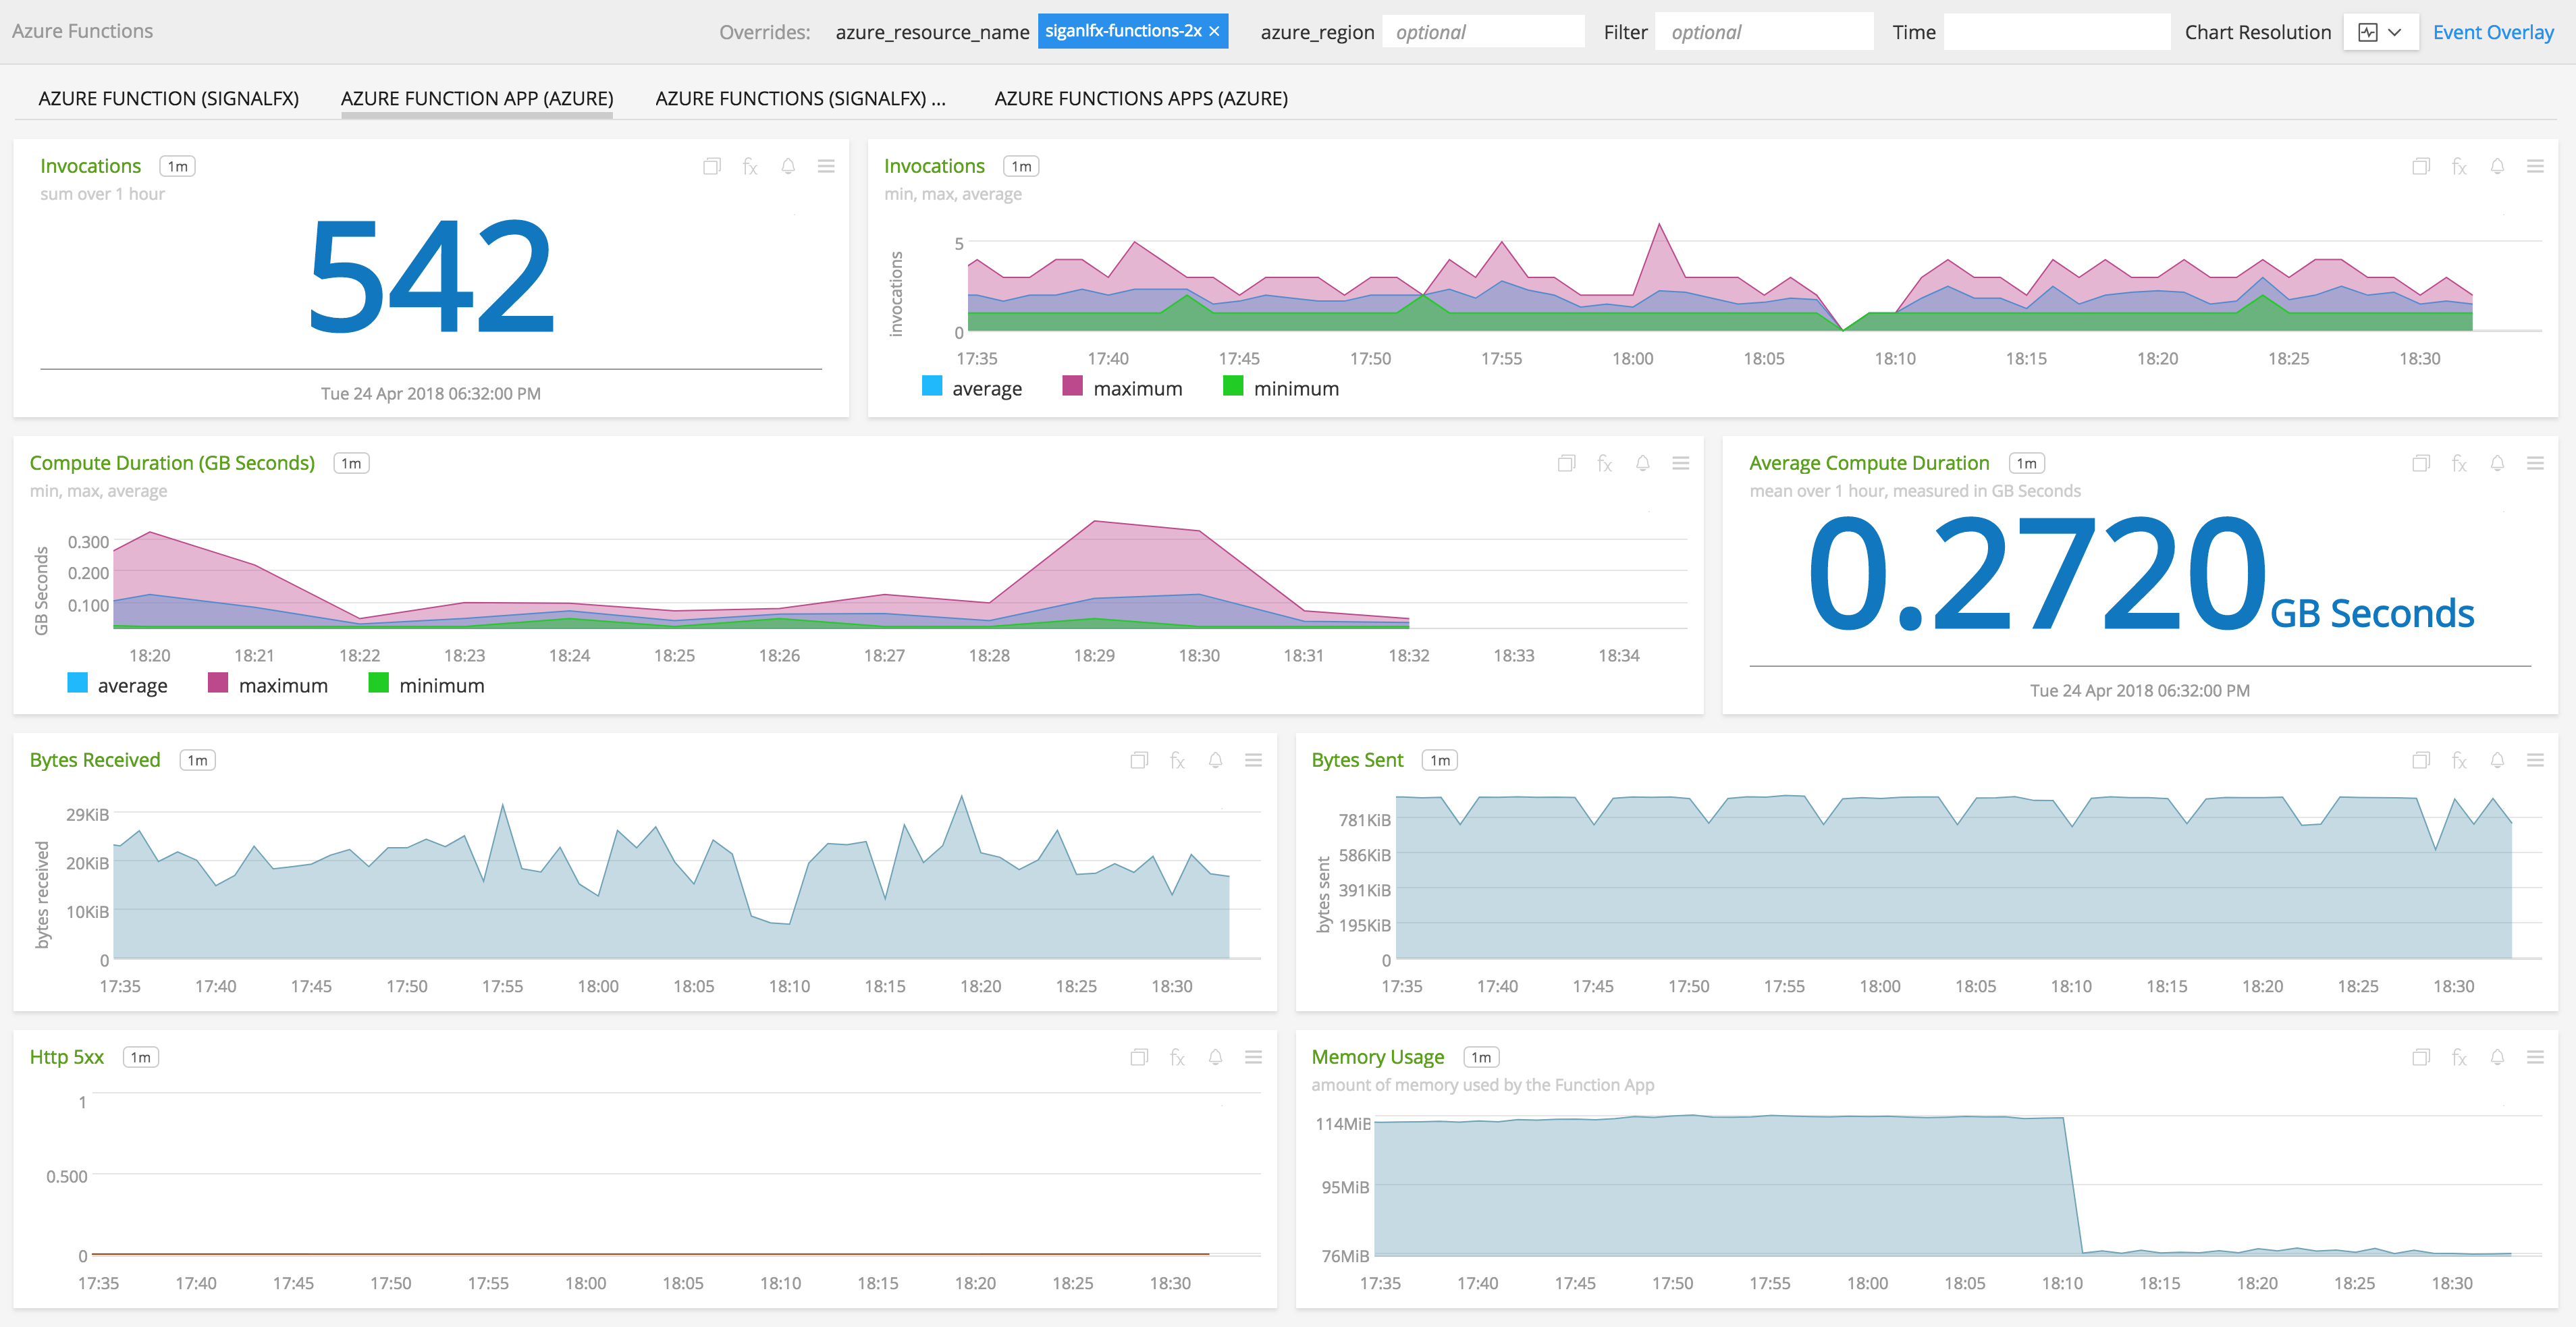 Azure Functions Overrides: azure_resource_name siganlfx-functions-2x × azure_region optional Filter optional Time Chart Resolution Event Overlay
AZURE FUNCTION (SIGNALFX) AZURE FUNCTION APP (AZURE) AZURE FUNCTIONS (SIGNALFX) ... AZURE FUNCTIONS APPS (AZURE)
Invocations 1m fx
sum over 1 hour
542
Tue 24 Apr 2018 06:32:00 PM
Invocations 1m fx
min, max, average
invocations
5
0
17:35 17:40 17:45 17:50 17:55 18:00 18:05 18:10 18:15 18:20 18:25 18:30
average maximum minimum
Compute Duration (GB Seconds) 1m fx
min, max, average
GB Seconds
0.300
0.200
0.100
18:20 18:21 18:22 18:23 18:24 18:25 18:26 18:27 18:28 18:29 18:30 18:31 18:32 18:33 18:34
average maximum minimum
Average Compute Duration 1m fx
mean over 1 hour, measured in GB Seconds
0.2720 GB Seconds
Tue 24 Apr 2018 06:32:00 PM
Bytes Received 1m fx
bytes received
29KiB
20KiB
10KiB
0
17:35 17:40 17:45 17:50 17:55 18:00 18:05 18:10 18:15 18:20 18:25 18:30
Bytes Sent 1m fx
bytes sent
781KiB
586KiB
391KiB
195KiB
0
17:35 17:40 17:45 17:50 17:55 18:00 18:05 18:10 18:15 18:20 18:25 18:30
Http 5xx 1m fx
1
0.500
0
17:35 17:40 17:45 17:50 17:55 18:00 18:05 18:10 18:15 18:20 18:25 18:30
Memory Usage 1m fx
amount of memory used by the Function App
114MiB
95MiB
76MiB
17:35 17:40 17:45 17:50 17:55 18:00 18:05 18:10 18:15 18:20 18:25 18:30